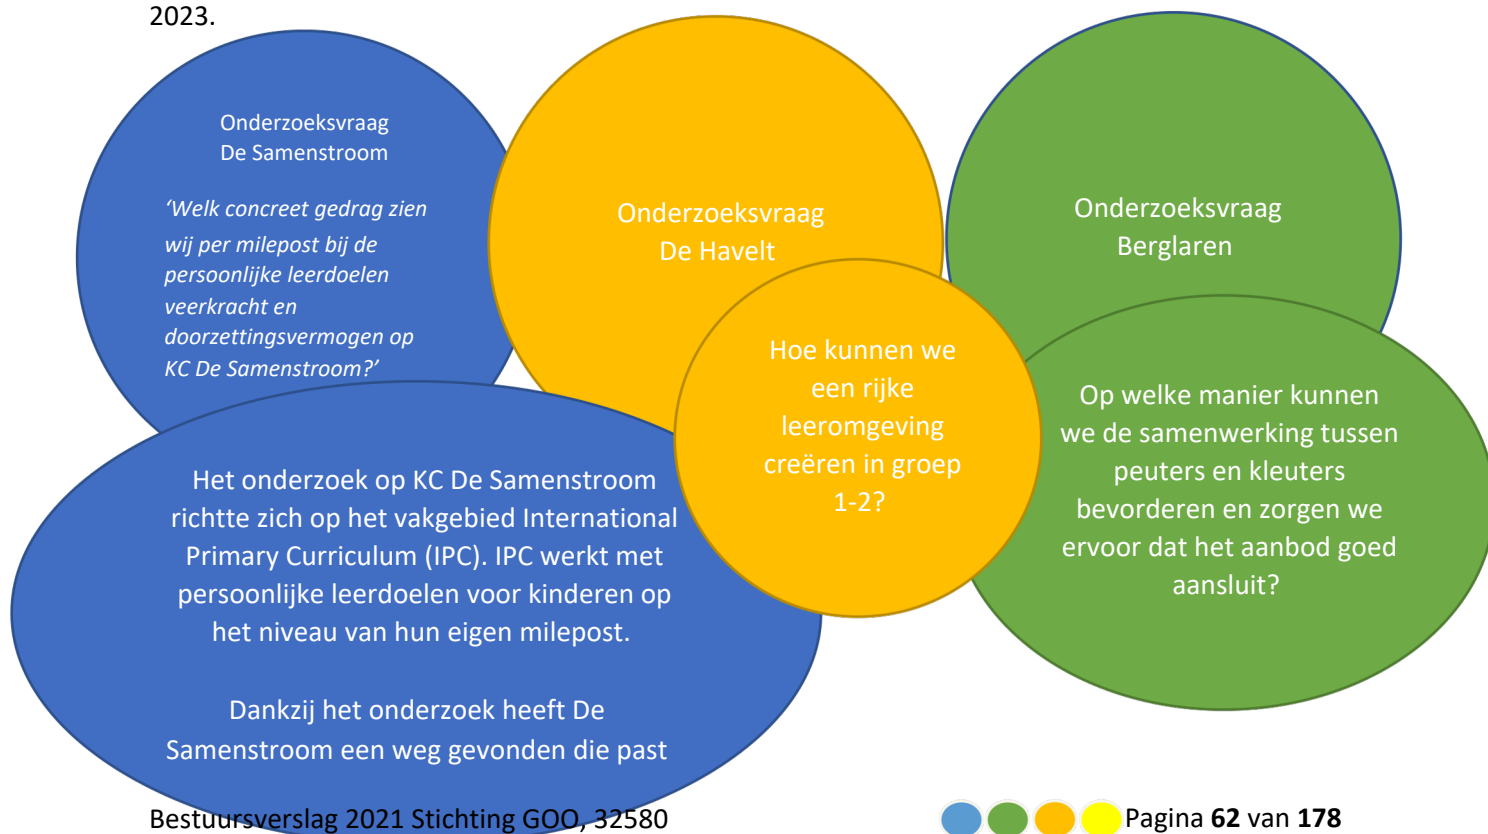 2023.
Onderzoeksvraag
De Samenstroom
‘Welk concreet gedrag zien
wij per milepost bij de
persoonlijke leerdoelen
veerkracht en
doorzettingsvermogen op
KC De Samenstroom?’
Onderzoeksvraag
De Havelt
Onderzoeksvraag
Berglaren
Hoe kunnen we
een rijke
leeromgeving
creëren in groep
1-2?
Op welke manier kunnen
we de samenwerking tussen
peuters en kleuters
bevorderen en zorgen we
ervoor dat het aanbod goed
aansluit?
Het onderzoek op KC De Samenstroom
richtte zich op het vakgebied International
Primary Curriculum (IPC). IPC werkt met
persoonlijke leerdoelen voor kinderen op
het niveau van hun eigen milepost.
Dankzij het onderzoek heeft De
Samenstroom een weg gevonden die past
Bestuursverslag 2021 Stichting GOO, 32580
Pagina 62 van 178